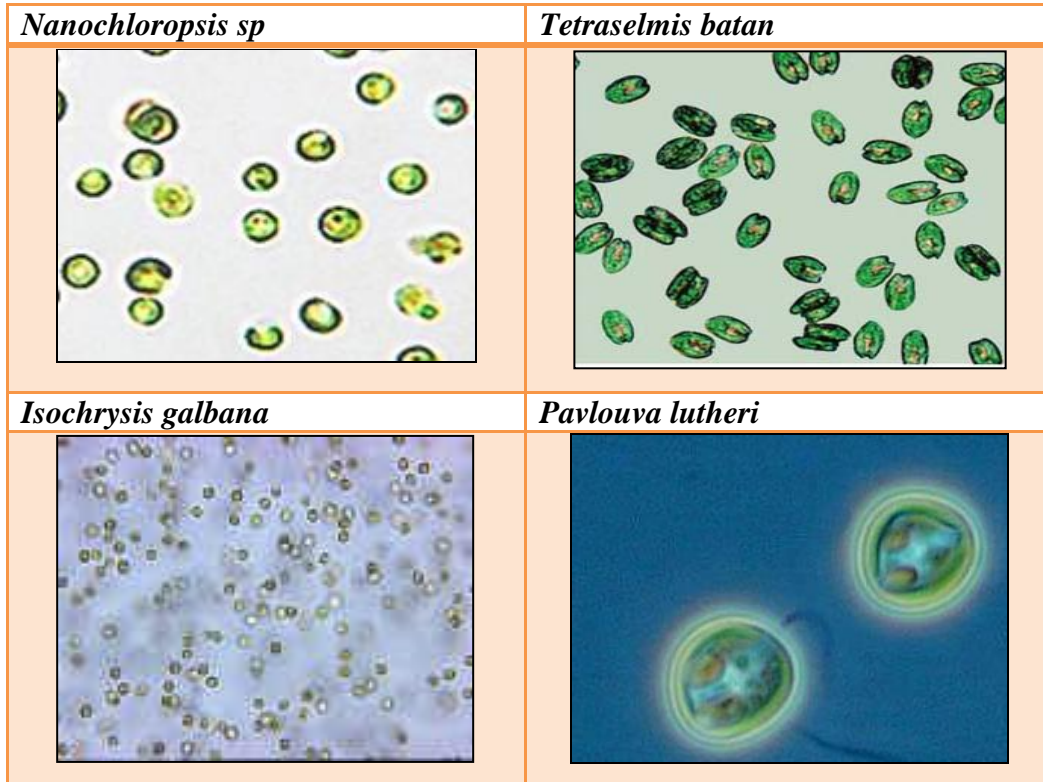 Nanochloropsis sp
Tetraselmis batan
Isochrysis galbana
Pavlouva lutheri